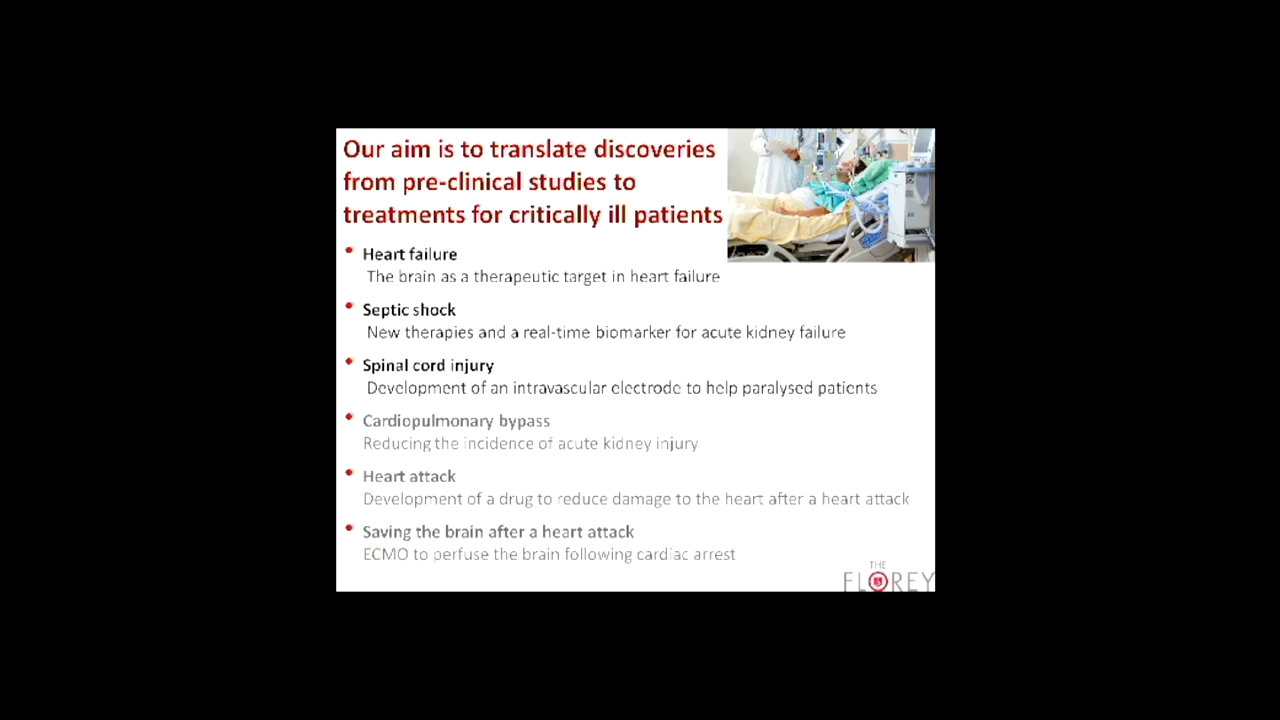 Our aim is to translate discoveries
from pre-clinical studies to
treatments for critically ill patients
Heart failure
The brain as a therapeutic target in heart failure
Septic shock
New therapies and a real-time biomarker for acute kidney failure
Spinal cord injury
Development of an intravascular electrode to help paralysed patients
Cardiopulmonary bypass
Reducing the incidence of acute kidney injury
Heart attack
Development of a drug to reduce damage to the heart after a heart attack
Saving the brain after a heart attack
ECMO to perfuse the brain following cardiac arrest
THE
FLOREY